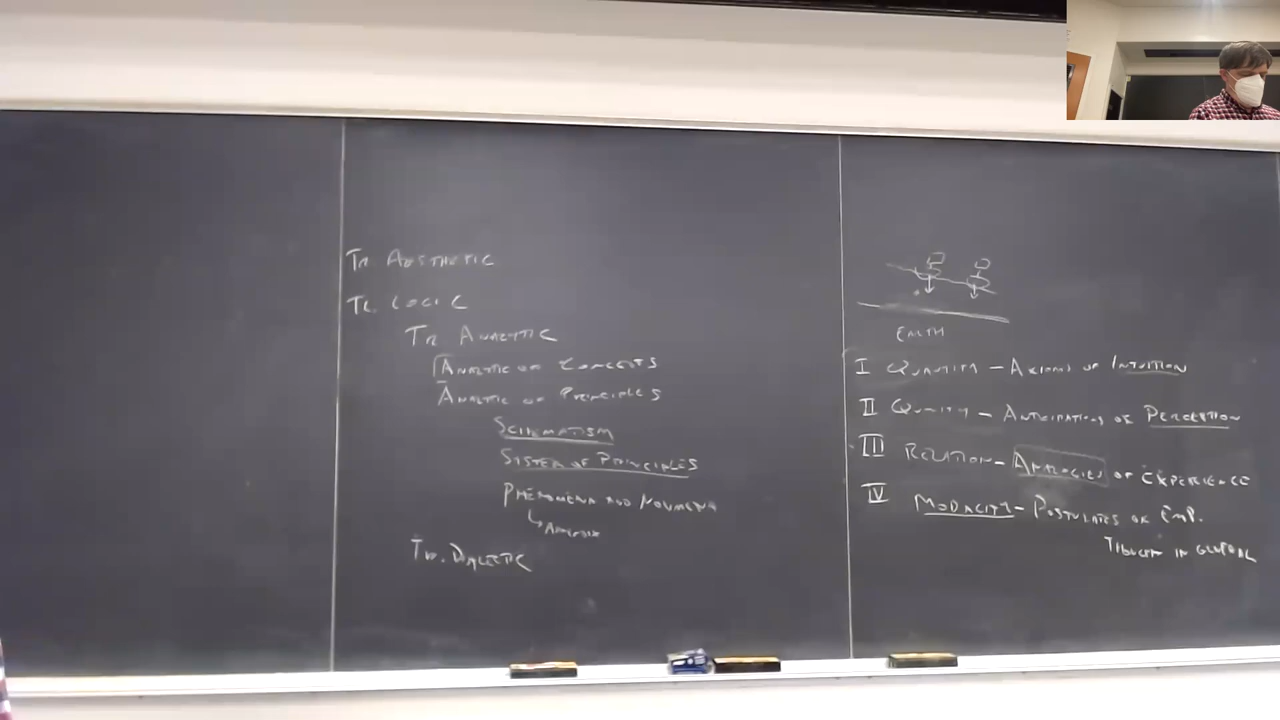 Tr AESTHETIC
Tr. LOGIC
Tr ANALYTIC
ANALYTIC OF CONCEPTS
ANALYTIC OF PRINCIPLES
SCHEMATISM
SYSTEM OF PRINCIPLES
PHENOMENA AND NOUMENA
Tr. DIALECTIC
EARTH
I QUANTITY – AXIOMS OF INTUITION
II QUALITY – ANTICIPATIONS OF PERCEPTION
III RELATION – ANALOGIES OF EXPERIENCE
IV MODALITY – POSTULATES OF EMP.
THOUGHT IN GENERAL